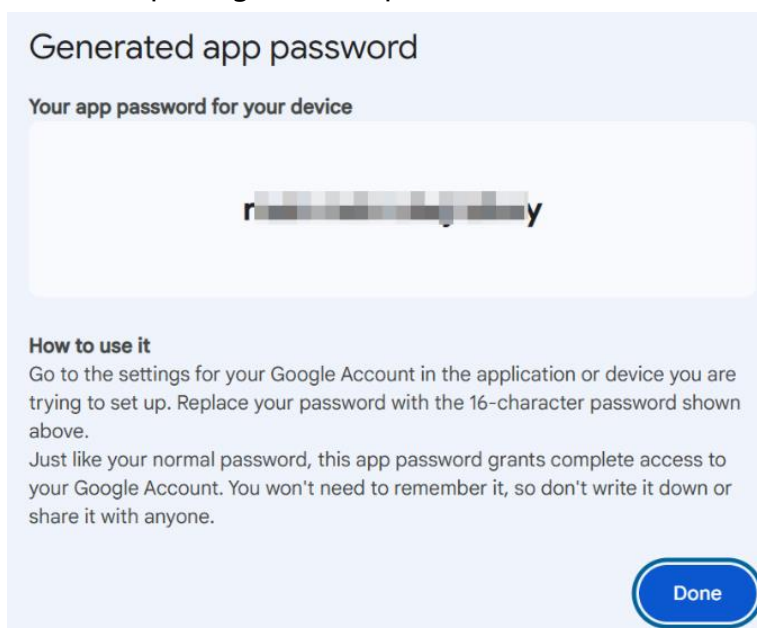 Generated app password
Your app password for your device
How to use it
Go to the settings for your Google Account in the application or device you are
trying to set up. Replace your password with the 16-character password shown
above.
Just like your normal password, this app password grants complete access to
your Google Account. You won't need to remember it, so don't write it down or
share it with anyone.
Done